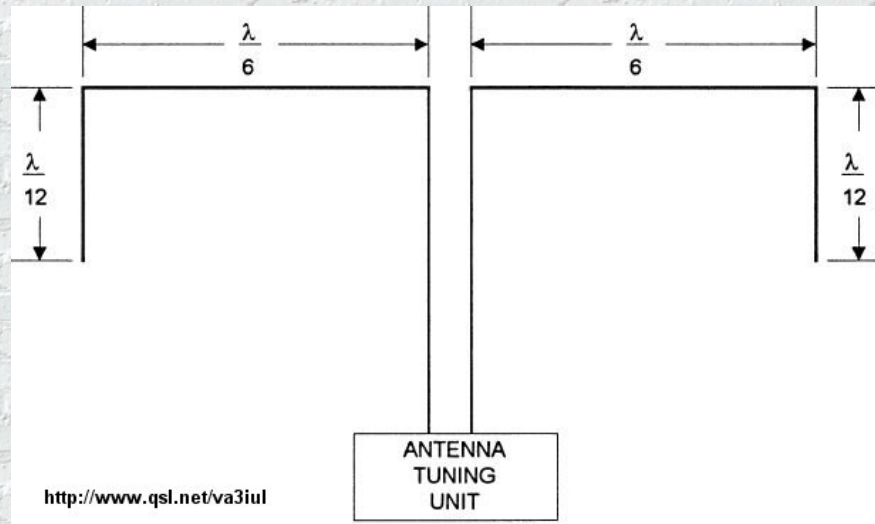 λ
6
λ
6
λ
12
λ
12
ANTENNA
TUNING
UNIT
http://www.qsl.net/va3iul